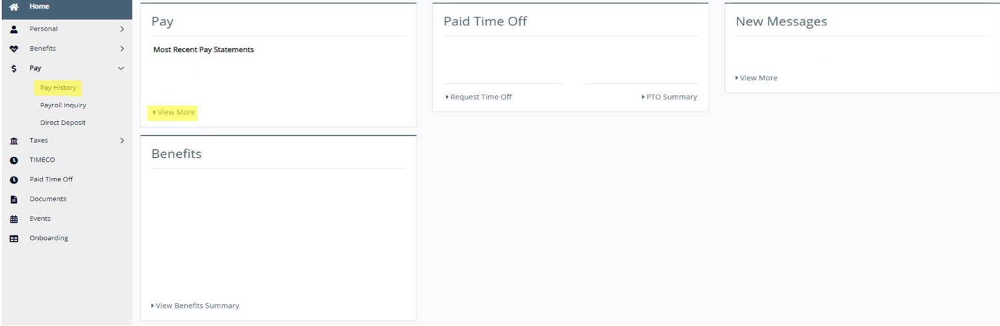 Home
Personal
Benefits
Pay
Pay History
Payroll Inquiry
Direct Deposit
Taxes
TIMECO
Paid Time Off
Documents
Events
Onboarding
Pay
Most Recent Pay Statements
View More
Benefits
View Benefits Summary
Paid Time Off
Request Time Off
PTO Summary
New Messages
View More